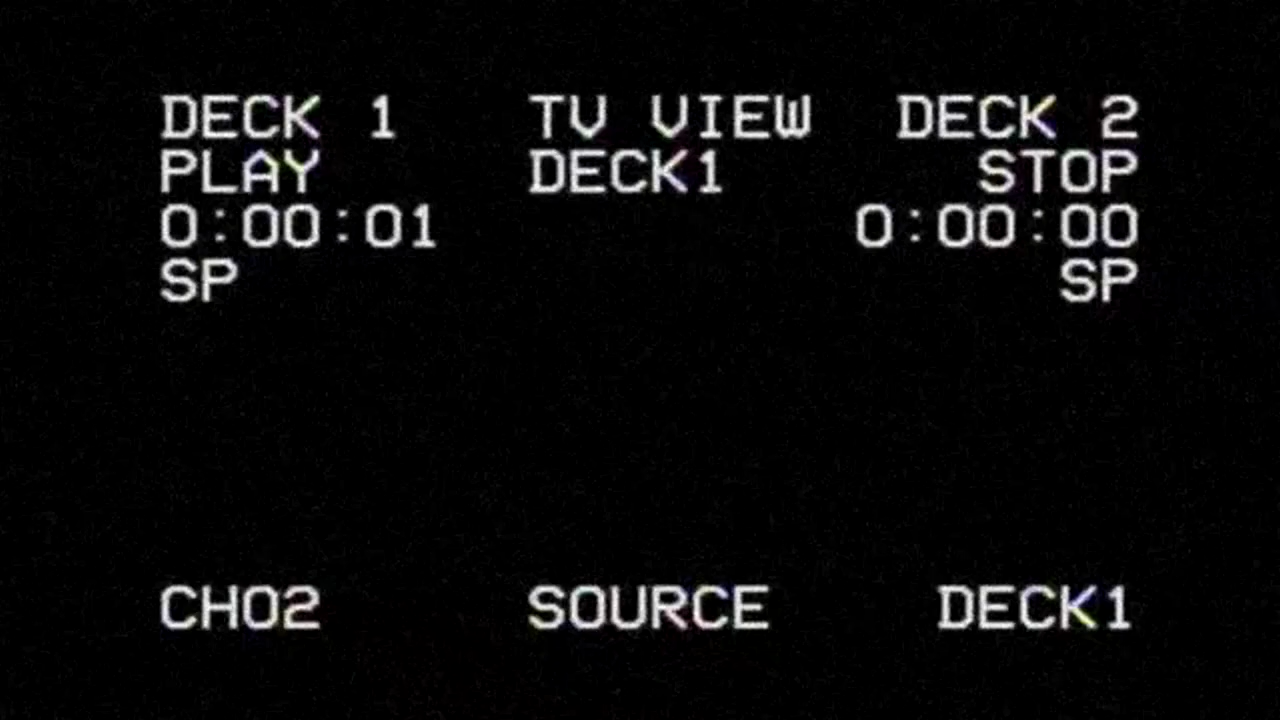 DECK 1 TV VIEW DECK 2
PLAY DECK1 STOP
0:00:01 0:00:00
SP SP
CH02 SOURCE DECK1